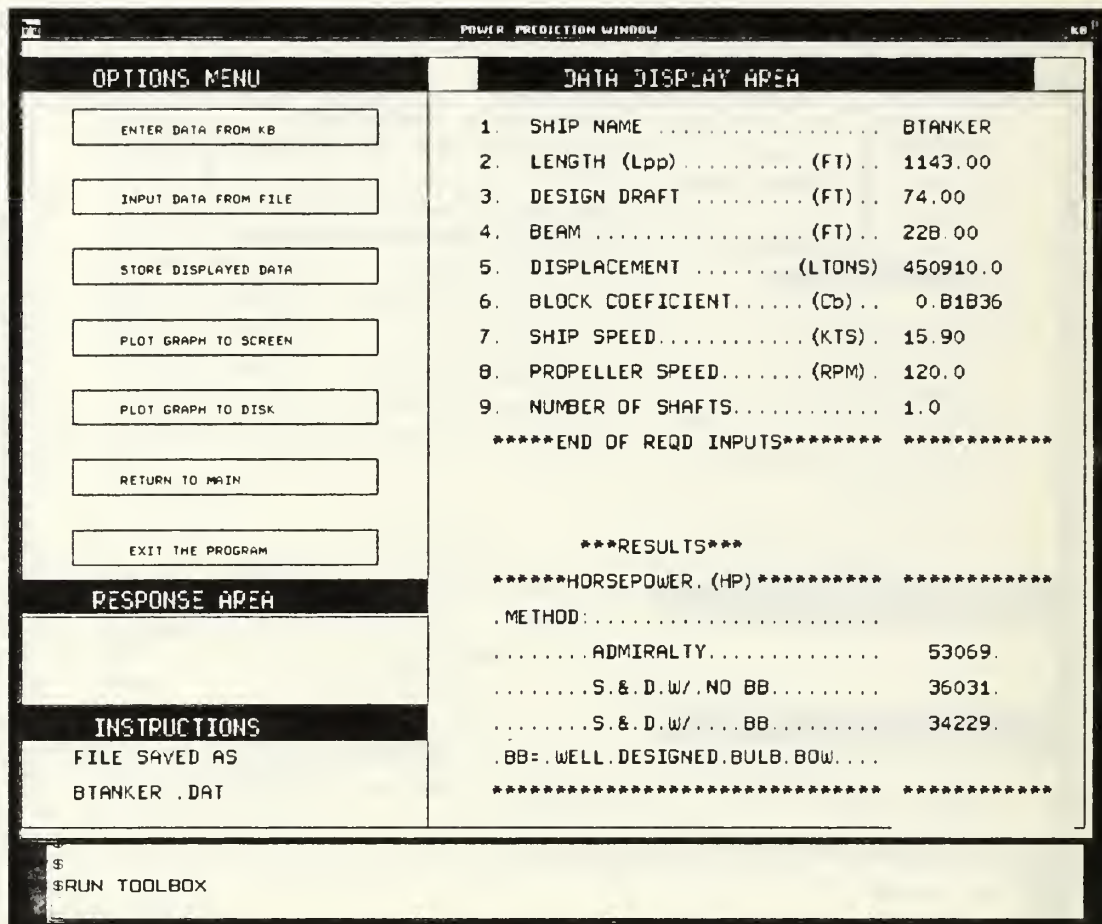 POWER PREDICTION WINDOW
KB
OPTIONS MENU
ENTER DATA FROM KB
INPUT DATA FROM FILE
STORE DISPLAYED DATA
PLOT GRAPH TO SCREEN
PLOT GRAPH TO DISK
RETURN TO MAIN
EXIT THE PROGRAM
RESPONSE AREA
INSTRUCTIONS
FILE SAVED AS
BTANKER .DAT
DATA DISPLAY AREA
1. SHIP NAME ................... BTANKER
2. LENGTH (Lpp)..........(FT).. 1143.00
3. DESIGN DRAFT .........(FT).. 74.00
4. BEAM .................(FT).. 228.00
5. DISPLACEMENT ........(LTONS) 450910.0
6. BLOCK COEFICIENT......(Cb).. 0.81836
7. SHIP SPEED............(KTS). 15.90
8. PROPELLER SPEED.......(RPM). 120.0
9. NUMBER OF SHAFTS............ 1.0
*****END OF REQD INPUTS******** ************
***RESULTS***
******HORSEPOWER.(HP)********** ************
.METHOD:.......................
........ADMIRALTY.............. 53069.
........S.&.D.W/.NO BB......... 36031.
........S.&.D.W/....BB......... 34229.
.BB=.WELL.DESIGNED.BULB.BOW....
******************************* ************
$
$RUN TOOLBOX